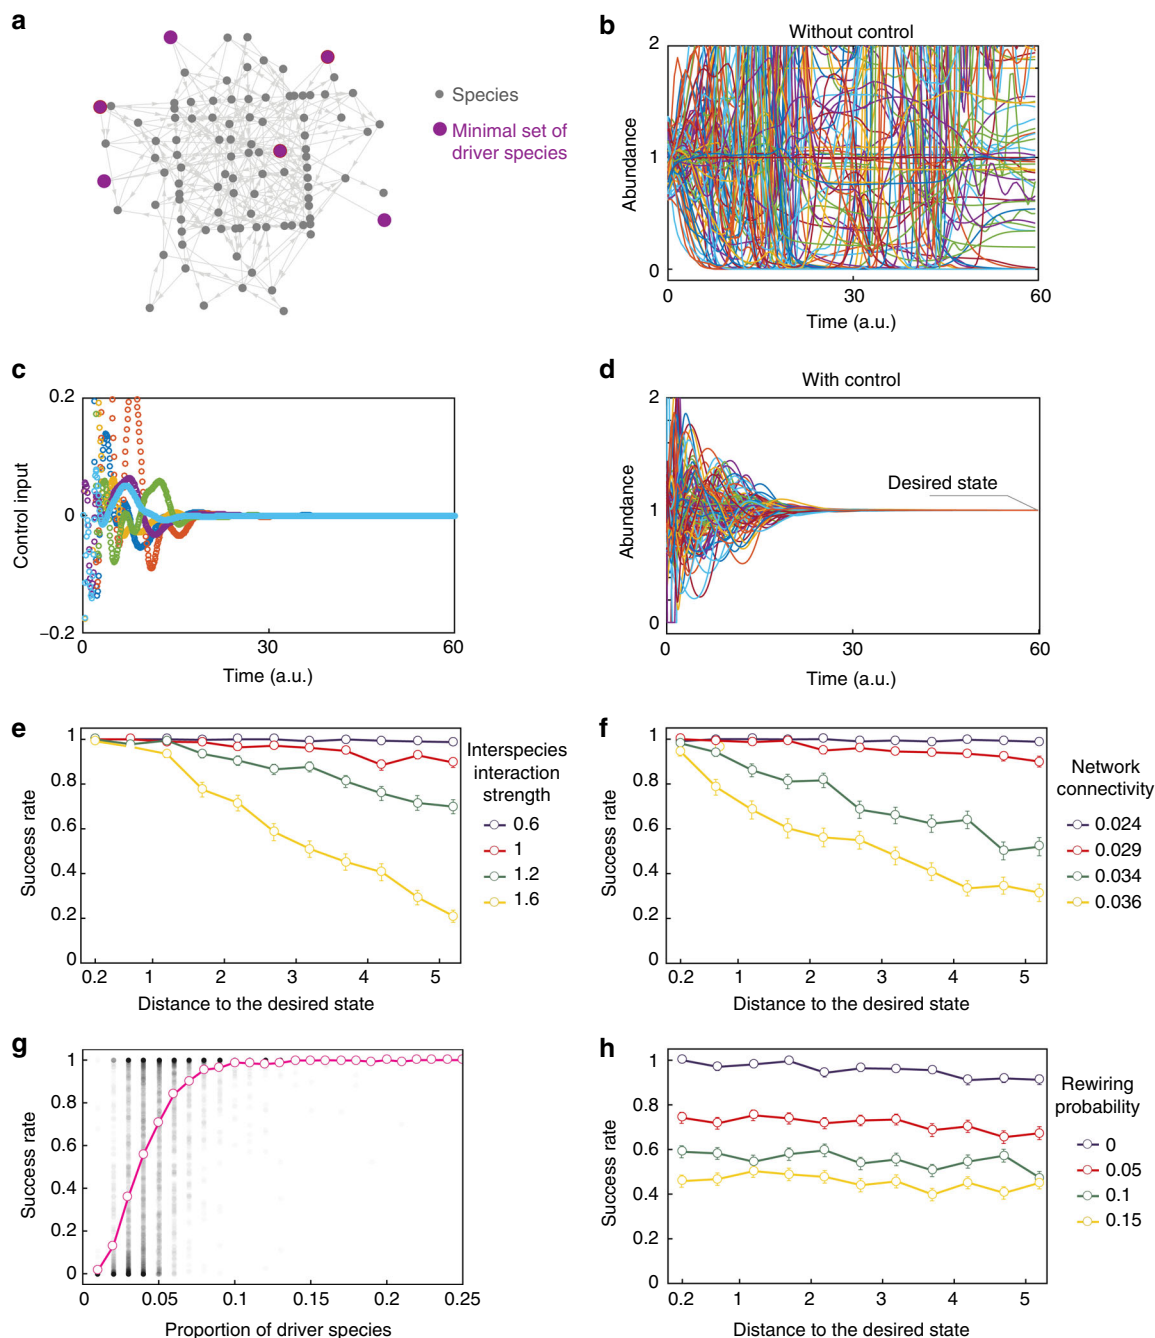 a
Species
Minimal set of
driver species
b
Without control
2
1
0
Abundance
0
30
60
Time (a.u.)
c
0.2
0
−0.2
Control input
0
30
60
Time (a.u.)
d
With control
2
1
0
Abundance
Desired state
0
30
60
Time (a.u.)
e
1
0.8
0.6
0.4
0.2
0
Success rate
0.2
1
2
3
4
5
Distance to the desired state
Interspecies
interaction
strength
0.6
1
1.2
1.6
f
1
0.8
0.6
0.4
0.2
0
Success rate
0.2
1
2
3
4
5
Distance to the desired state
Network
connectivity
0.024
0.029
0.034
0.036
g
1
0.8
0.6
0.4
0.2
0
Success rate
0
0.05
0.1
0.15
0.2
0.25
Proportion of driver species
h
1
0.8
0.6
0.4
0.2
0
Success rate
0.2
1
2
3
4
5
Distance to the desired state
Rewiring
probability
0
0.05
0.1
0.15